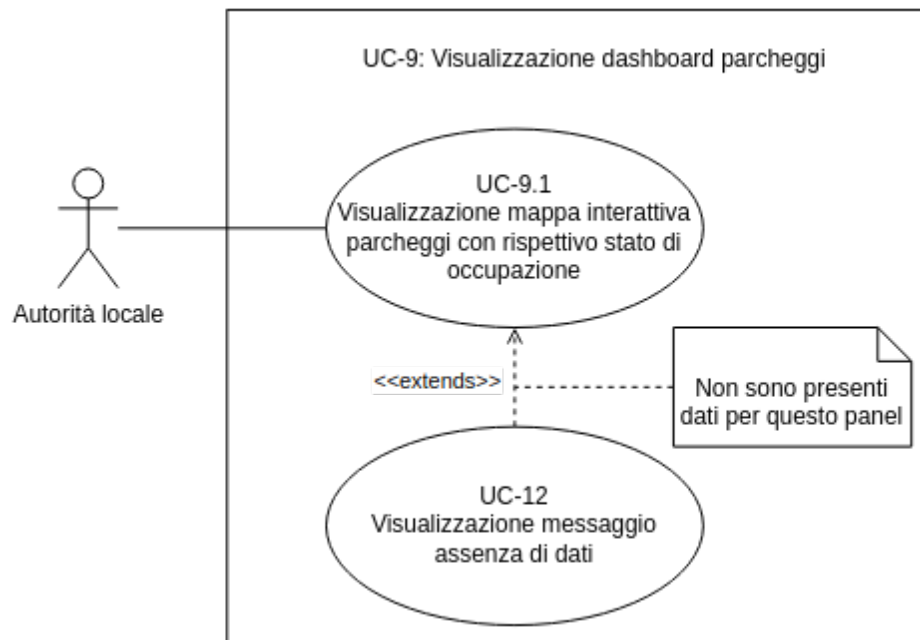 UC-9: Visualizzazione dashboard parcheggi
UC-9.1
Visualizzazione mappa interattiva
parcheggi con rispettivo stato di
occupazione
Autorità locale
<<extends>>
Non sono presenti
dati per questo panel
UC-12
Visualizzazione messaggio
assenza di dati